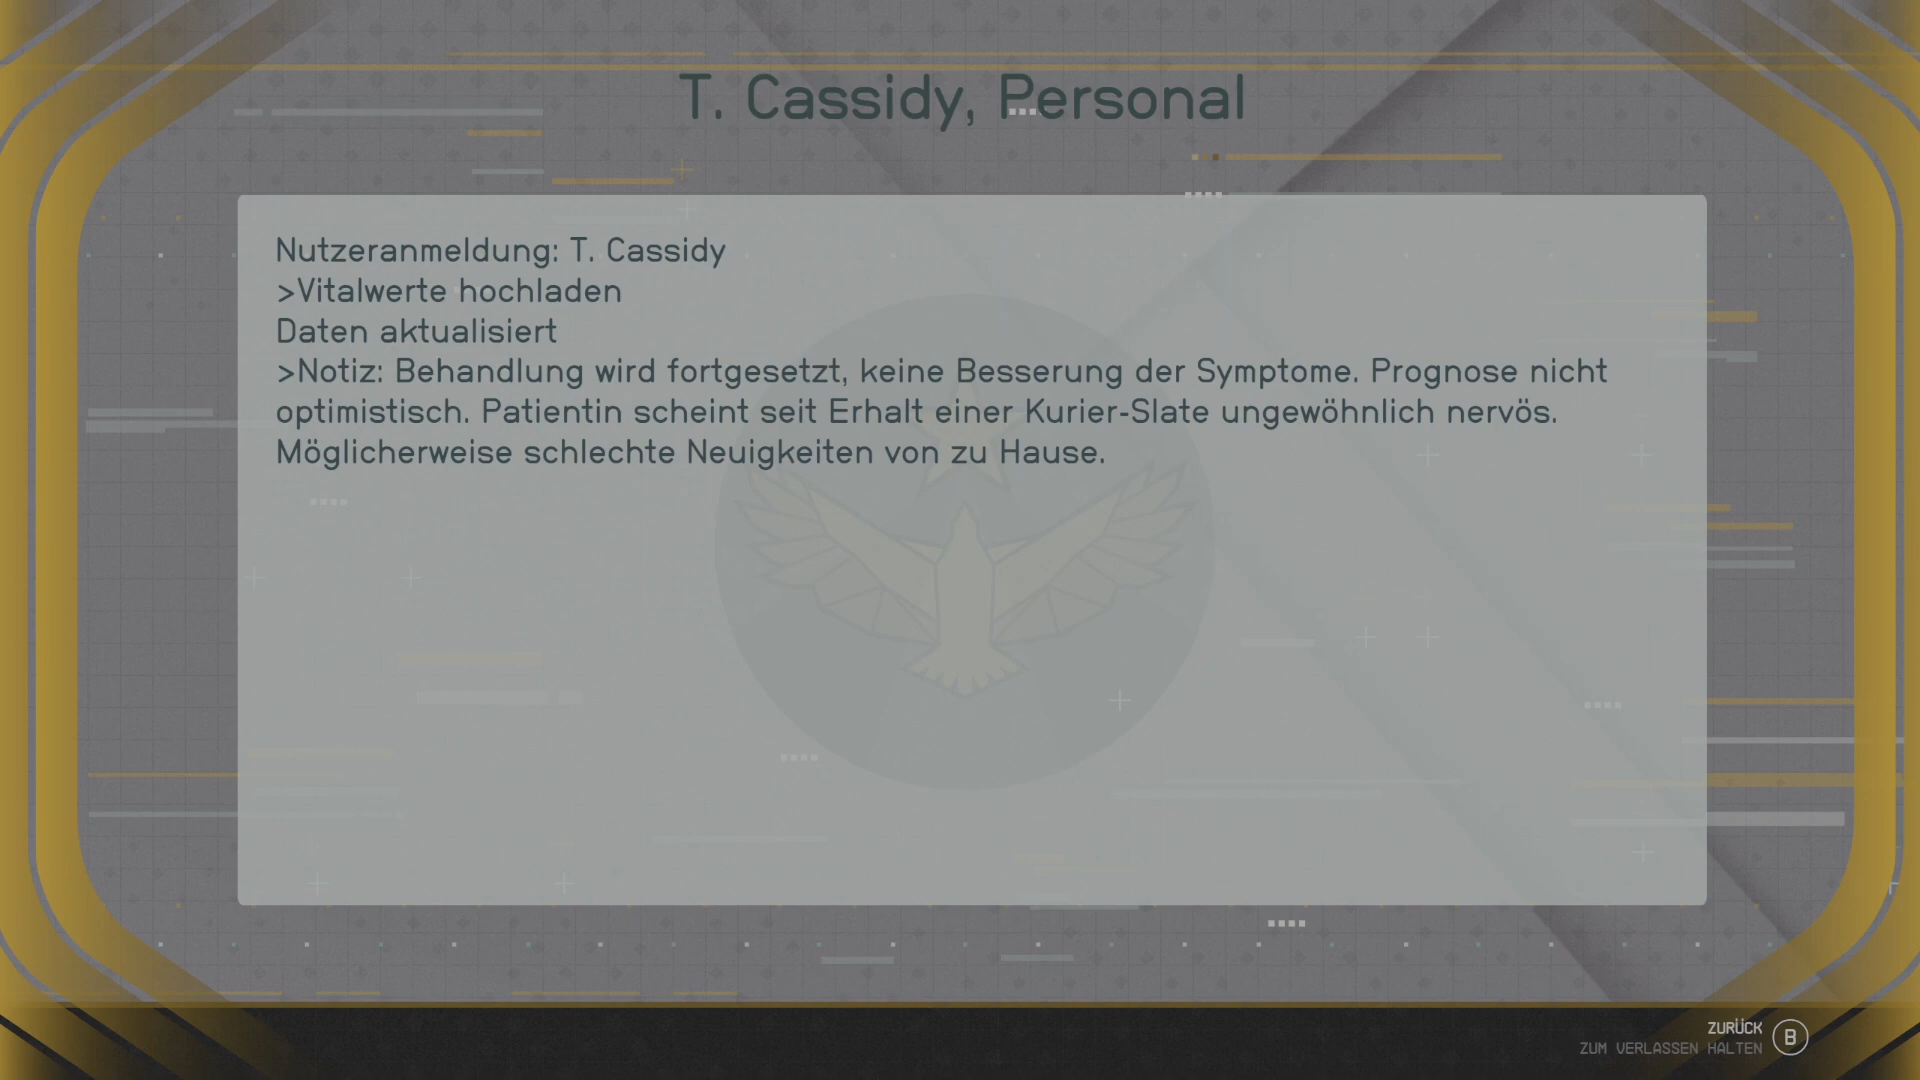 T. Cassidy, Personal
Nutzeranmeldung: T. Cassidy
>Vitalwerte hochladen
Daten aktualisiert
>Notiz: Behandlung wird fortgesetzt, keine Besserung der Symptome. Prognose nicht
optimistisch. Patientin scheint seit Erhalt einer Kurier-Slate ungewöhnlich nervös.
Möglicherweise schlechte Neuigkeiten von zu Hause.
ZURÜCK
B
ZUM VERLASSEN HALTEN